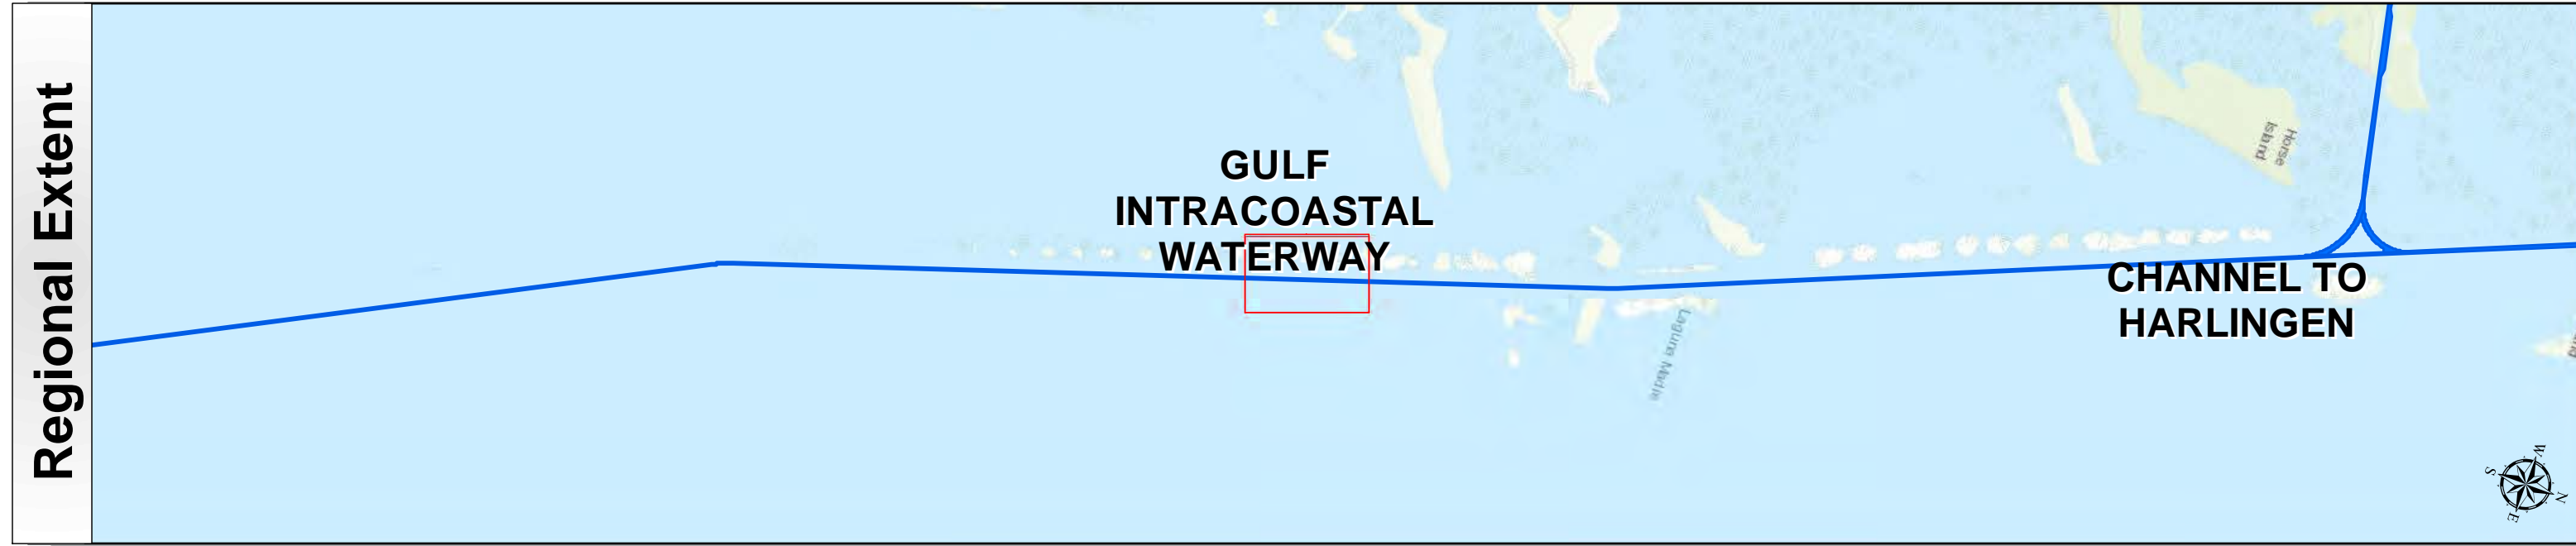 Regional Extent
GULF
INTRACOASTAL
WATERWAY
CHANNEL TO
HARLINGEN
Horse
Island
Laguna Madre
W
S
N
E